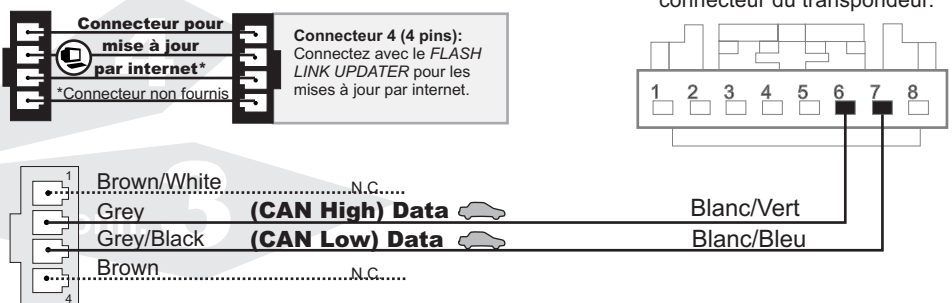 connecteur du transpondeur.
Connecteur pour
mise à jour
par internet*
*Connecteur non fournis
Connecteur 4 (4 pins):
Connectez avec le FLASH
LINK UPDATER pour les
mises à jour par internet.
1 2 3 4 5 6 7 8
1
Brown/White
N.C.
Grey
(CAN High) Data
Blanc/Vert
Grey/Black
(CAN Low) Data
Blanc/Bleu
Brown
N.C.
4
3